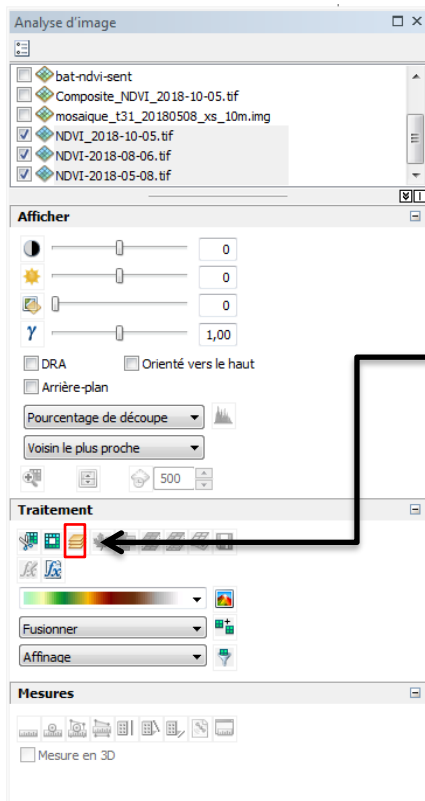 Analyse d'image
bat-ndvi-sent
Composite_NDVI_2018-10-05.tif
mosaique_t31_20180508_xs_10m.img
NDVI_2018-10-05.tif
NDVI-2018-08-06.tif
NDVI-2018-05-08.tif
Afficher
0
0
0
γ 1,00
DRA Orienté vers le haut
Arrière-plan
Pourcentage de découpe
Voisin le plus proche
500
Traitement
fx fx
Fusionner
Affinage
Mesures
Mesure en 3D